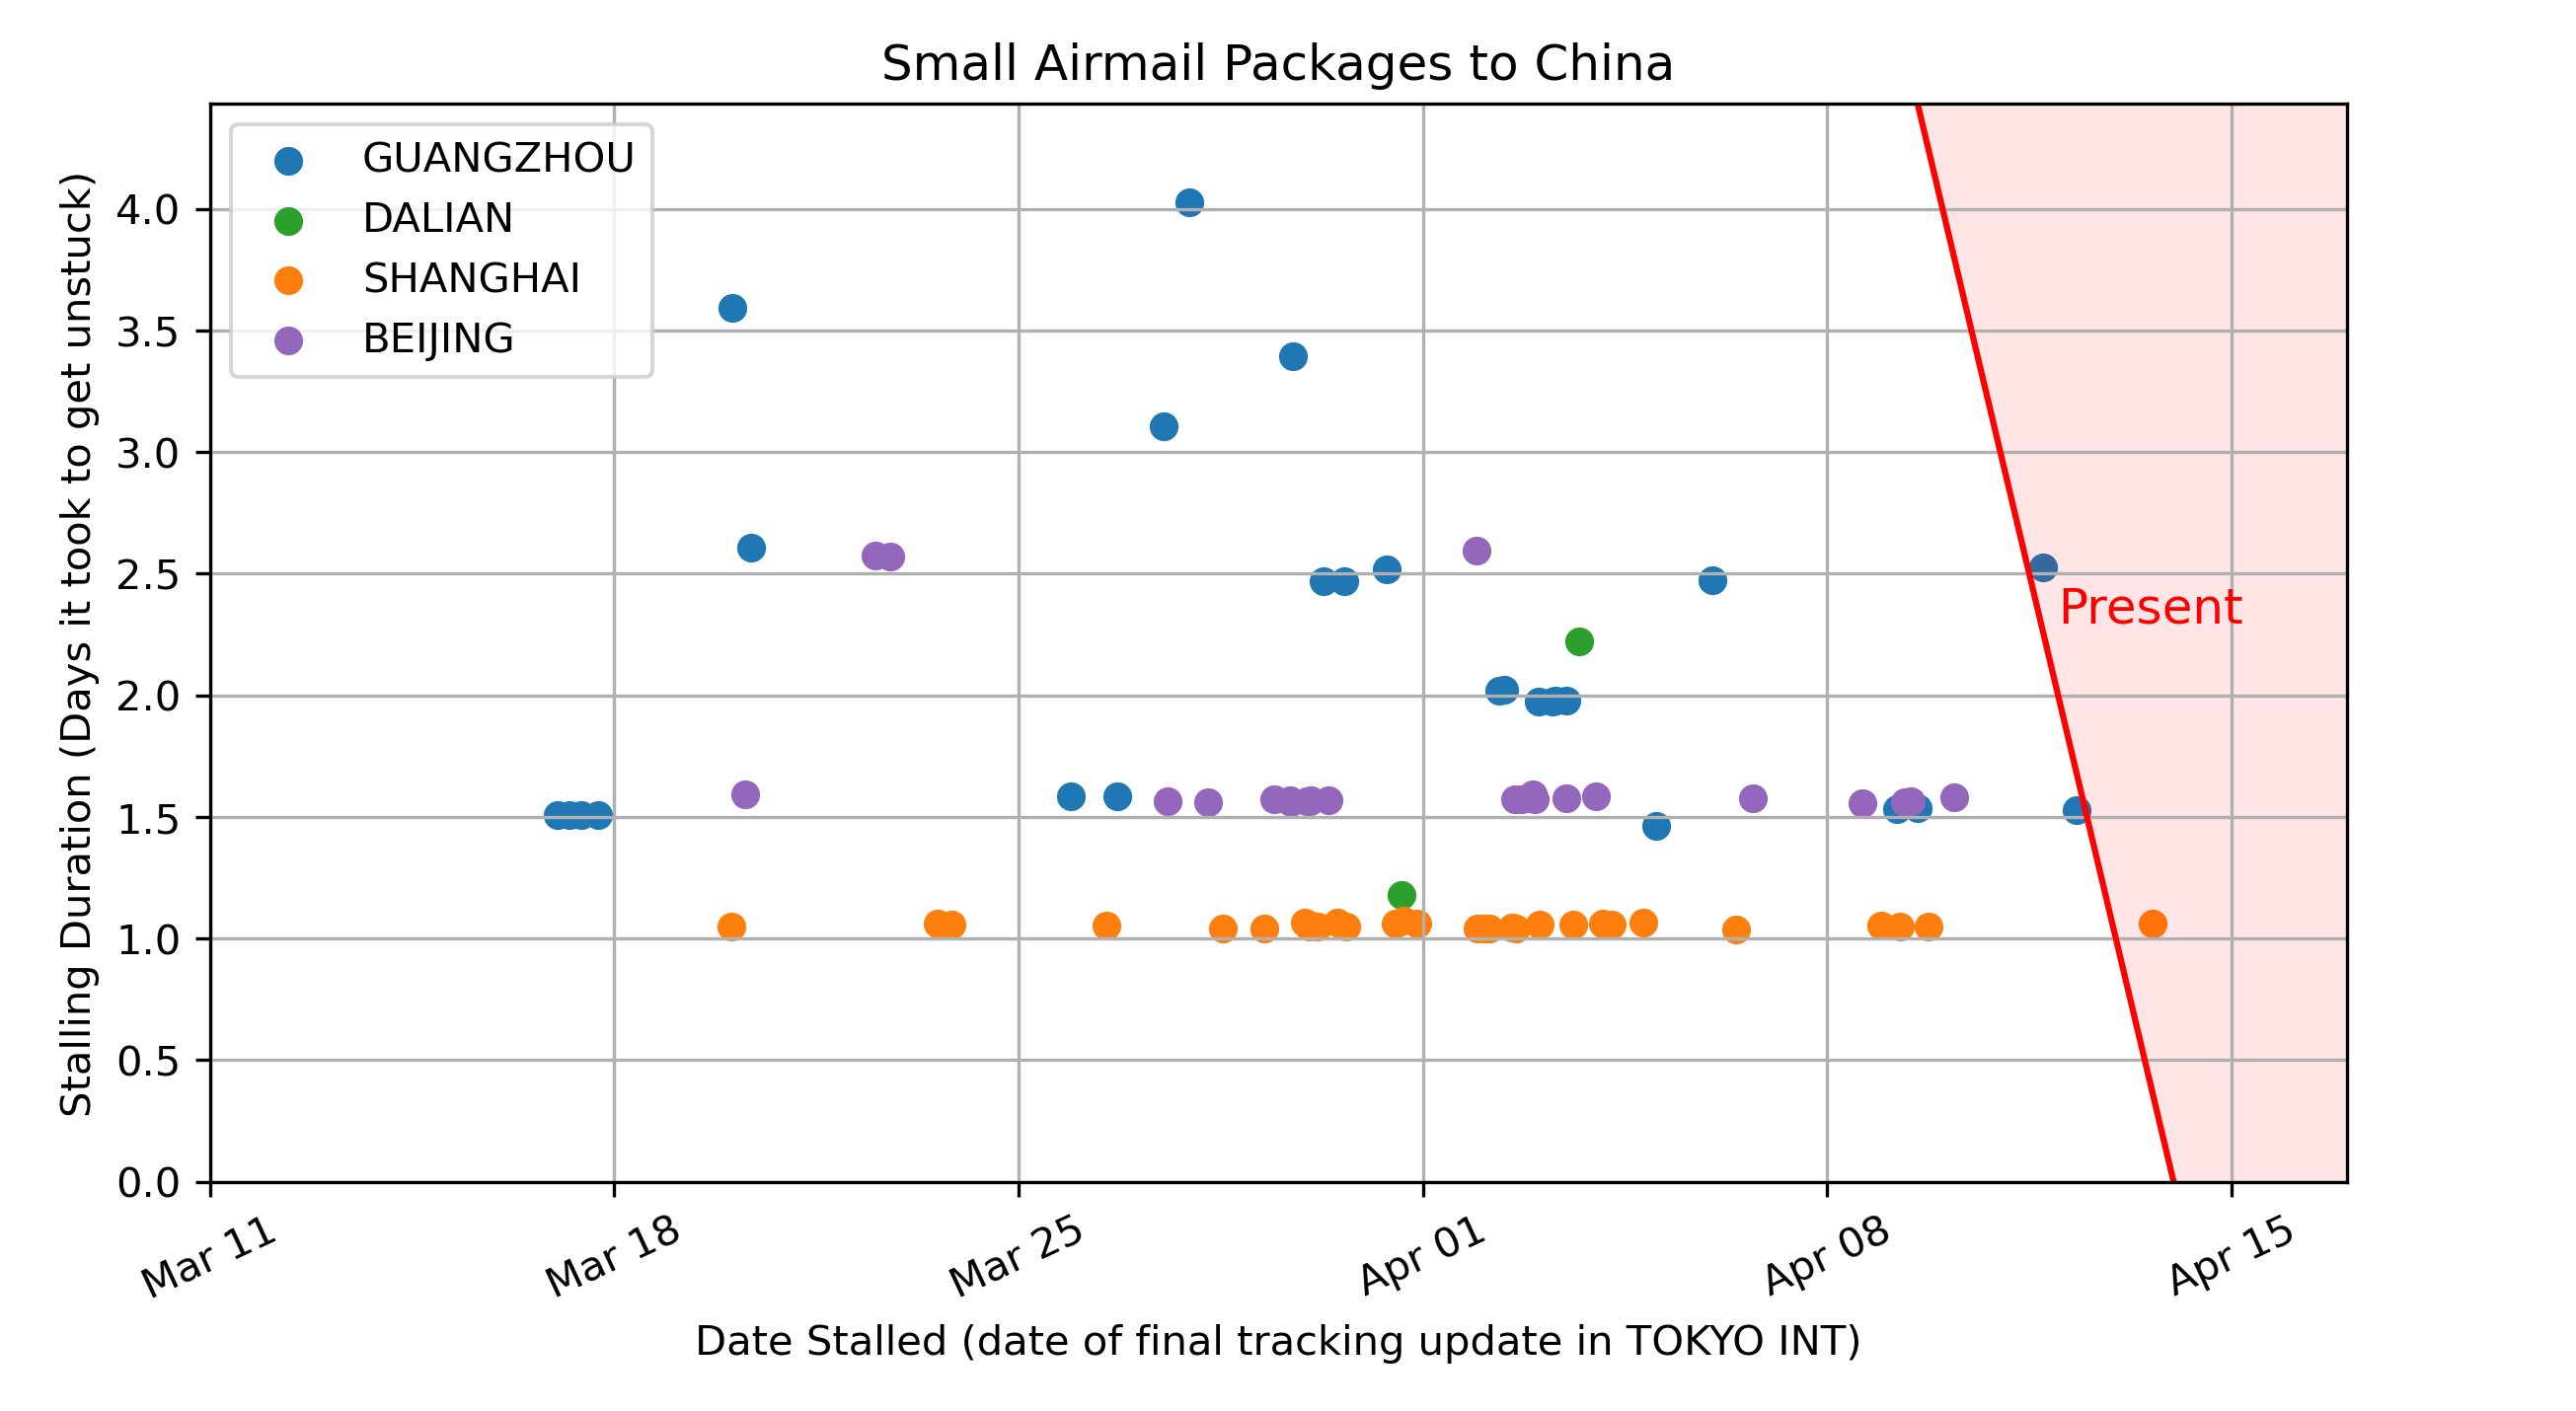 Small Airmail Packages to China
GUANGZHOU
DALIAN
SHANGHAI
BEIJING
Stalling Duration (Days it took to get unstuck)
4.0
3.5
3.0
2.5
2.0
1.5
1.0
0.5
0.0
Present
Mar 11
Mar 18
Mar 25
Apr 01
Apr 08
Apr 15
Date Stalled (date of final tracking update in TOKYO INT)